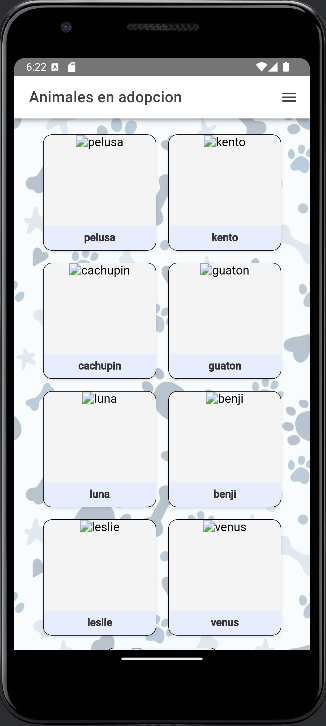 6:22
Animales en adopcion
pelusa kento
pelusa kento
cachupin guaton
cachupin guaton
luna benji
luna benji
leslie venus
leslie venus